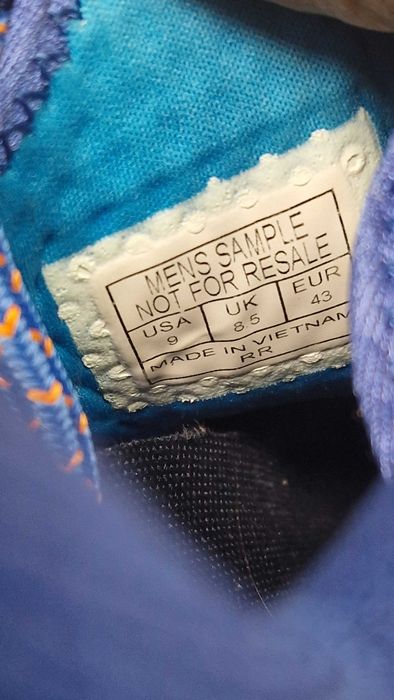 MENS SAMPLE
NOT FOR RESALE
USA UK EUR
9 8.5 43
MADE IN VIETNAM
RR